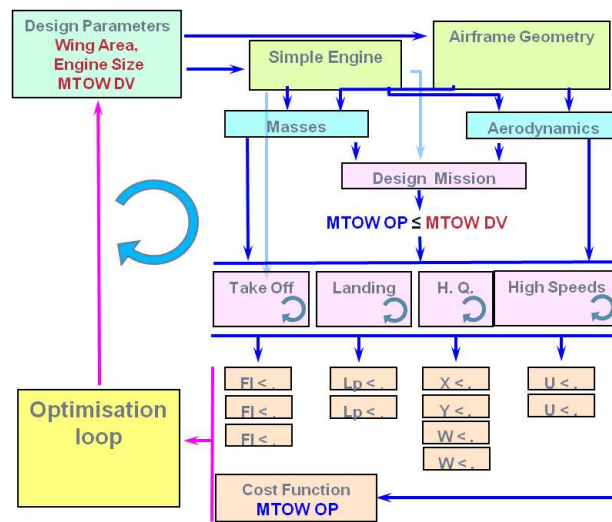 Design Parameters
Wing Area,
Engine Size
MTOW DV
Simple Engine
Airframe Geometry
Masses
Aerodynamics
Design Mission
MTOW OP ≤ MTOW DV
Take Off
Landing
H. Q.
High Speeds
Fl < .
Fl < .
Fl < .
Lp < .
Lp < .
X < .
Y < .
W < .
W < .
U < .
U < .
Optimisation
loop
Cost Function
MTOW OP